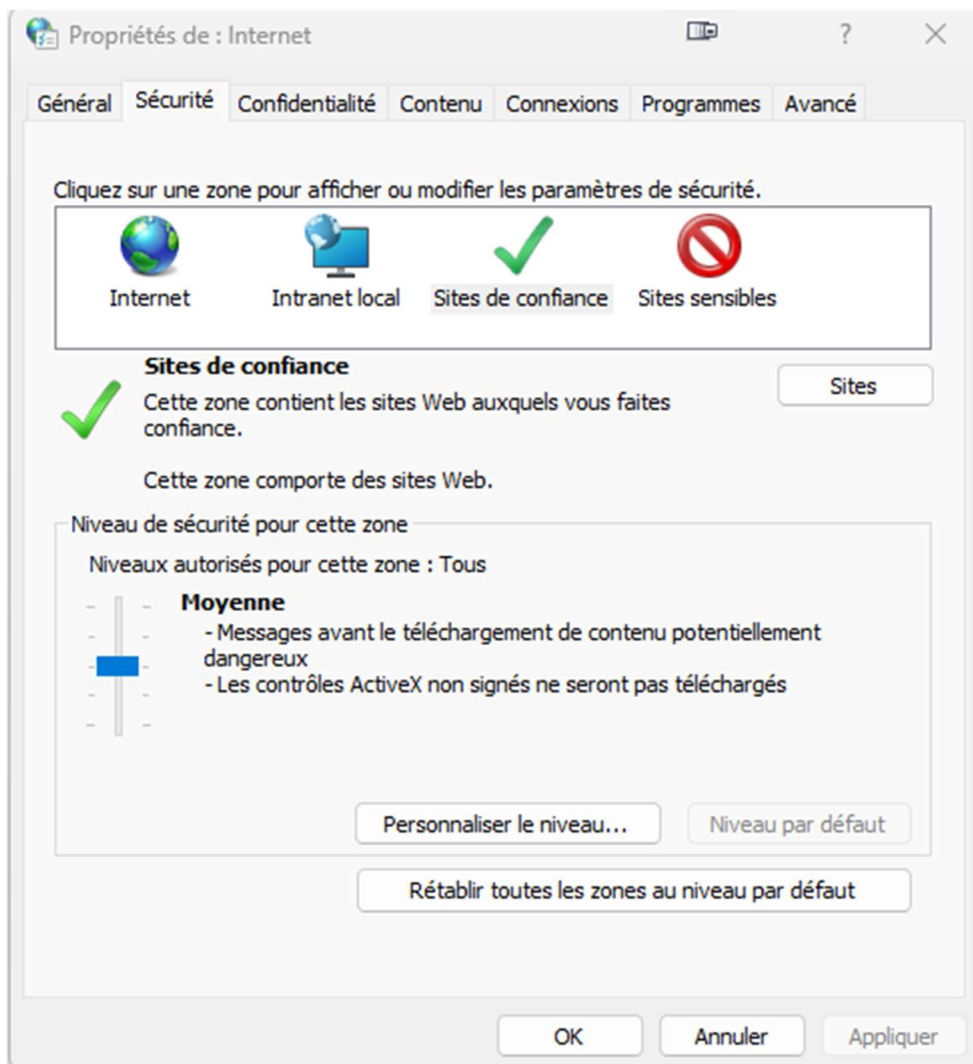 Propriétés de : Internet
?
Général Sécurité Confidentialité Contenu Connexions Programmes Avancé
Cliquez sur une zone pour afficher ou modifier les paramètres de sécurité.
Internet Intranet local Sites de confiance Sites sensibles
Sites de confiance
Sites
Cette zone contient les sites Web auxquels vous faites
confiance.
Cette zone comporte des sites Web.
Niveau de sécurité pour cette zone
Niveaux autorisés pour cette zone : Tous
Moyenne
- Messages avant le téléchargement de contenu potentiellement
dangereux
- Les contrôles ActiveX non signés ne seront pas téléchargés
Personnaliser le niveau... Niveau par défaut
Rétablir toutes les zones au niveau par défaut
OK Annuler Appliquer